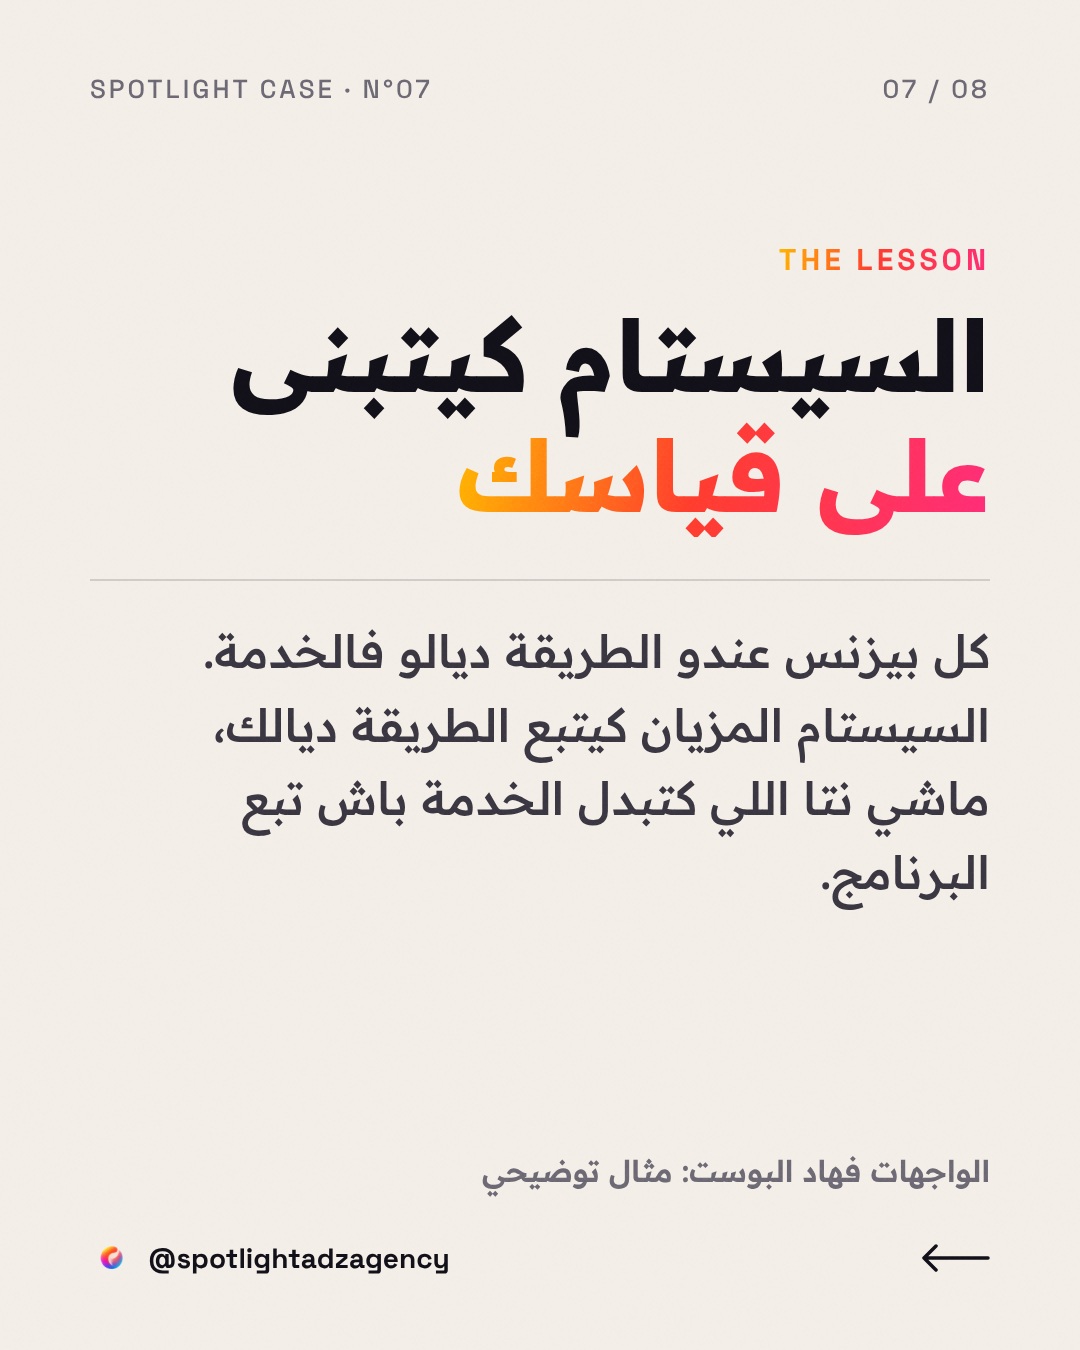 SPOTLIGHT CASE · N°07
07 / 08
THE LESSON
السيستام كيتبنى
على قياسك
كل بيزنس عندو الطريقة ديالو فالخدمة.
السيستام المزيان كيتبع الطريقة ديالك،
ماشي نتا اللي كتبدل الخدمة باش تبع
البرنامج.
الواجهات فهاد البوست: مثال توضيحي
@spotlightadzagency